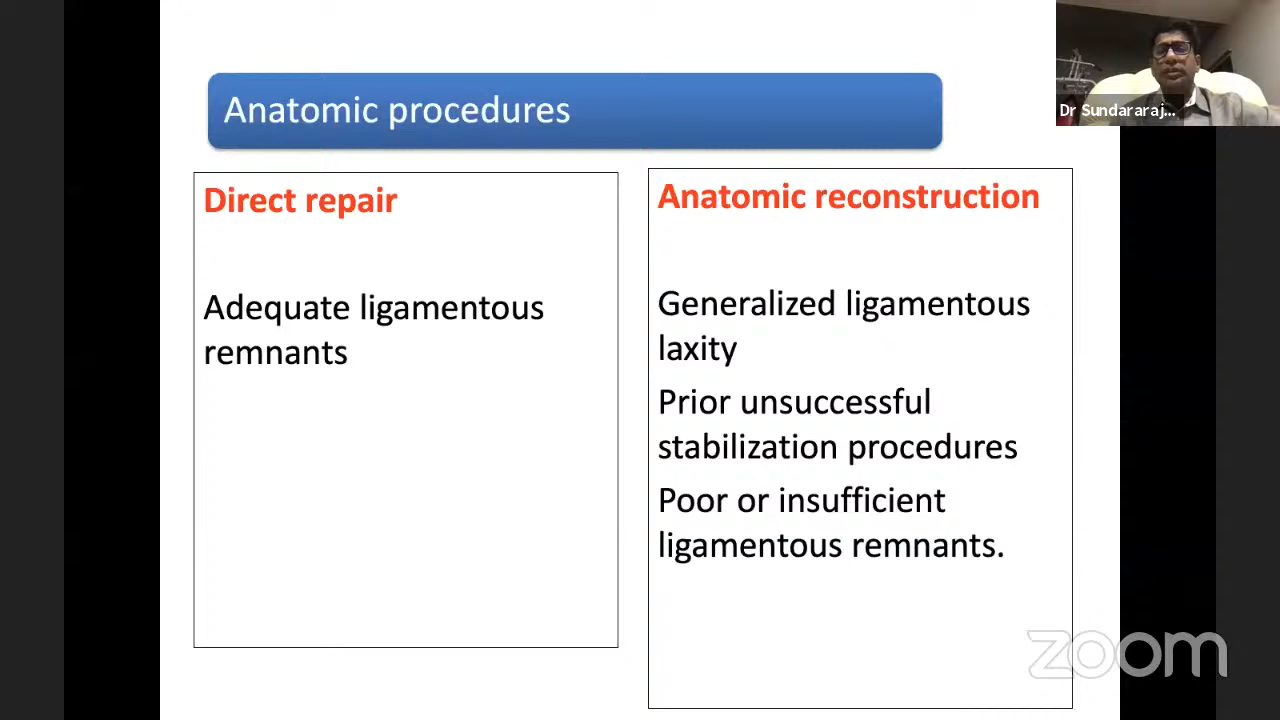 Anatomic procedures
Dr Sundararaj...
Direct repair
Adequate ligamentous
remnants
Anatomic reconstruction
Generalized ligamentous
laxity
Prior unsuccessful
stabilization procedures
Poor or insufficient
ligamentous remnants.
zoom